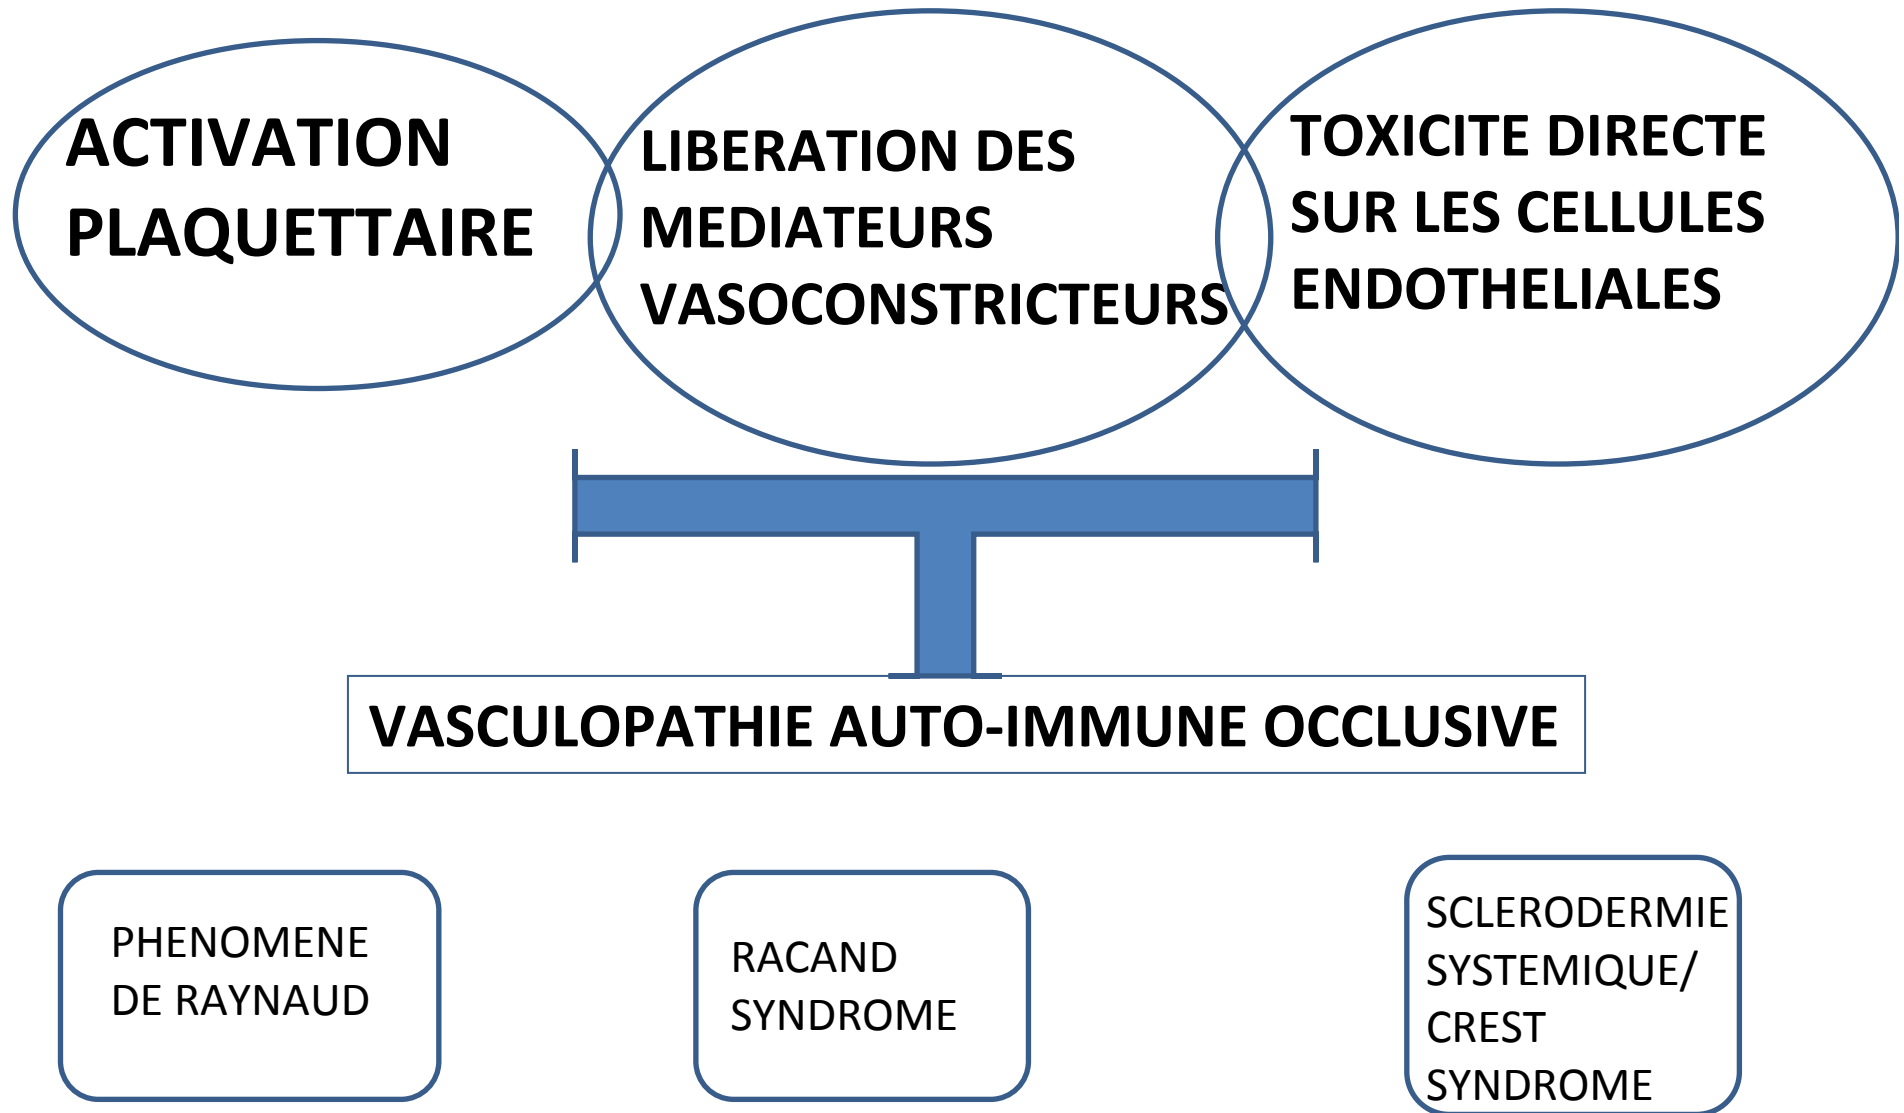 ACTIVATION
PLAQUETTAIRE
LIBERATION DES
MEDIATEURS
VASOCONSTRICTEURS
TOXICITE DIRECTE
SUR LES CELLULES
ENDOTHELIALES
VASCULOPATHIE AUTO-IMMUNE OCCLUSIVE
PHENOMENE
DE RAYNAUD
RACAND
SYNDROME
SCLERODERMIE
SYSTEMIQUE/
CREST
SYNDROME